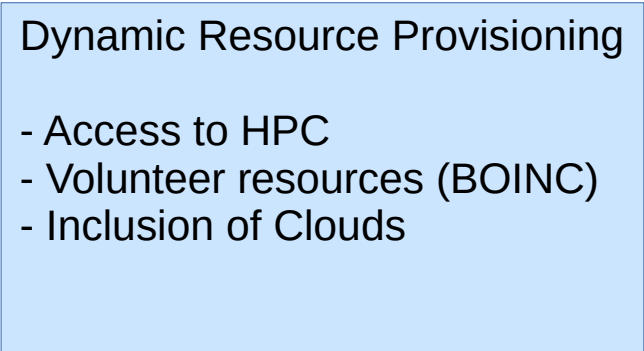 Dynamic Resource Provisioning
- Access to HPC
- Volunteer resources (BOINC)
- Inclusion of Clouds